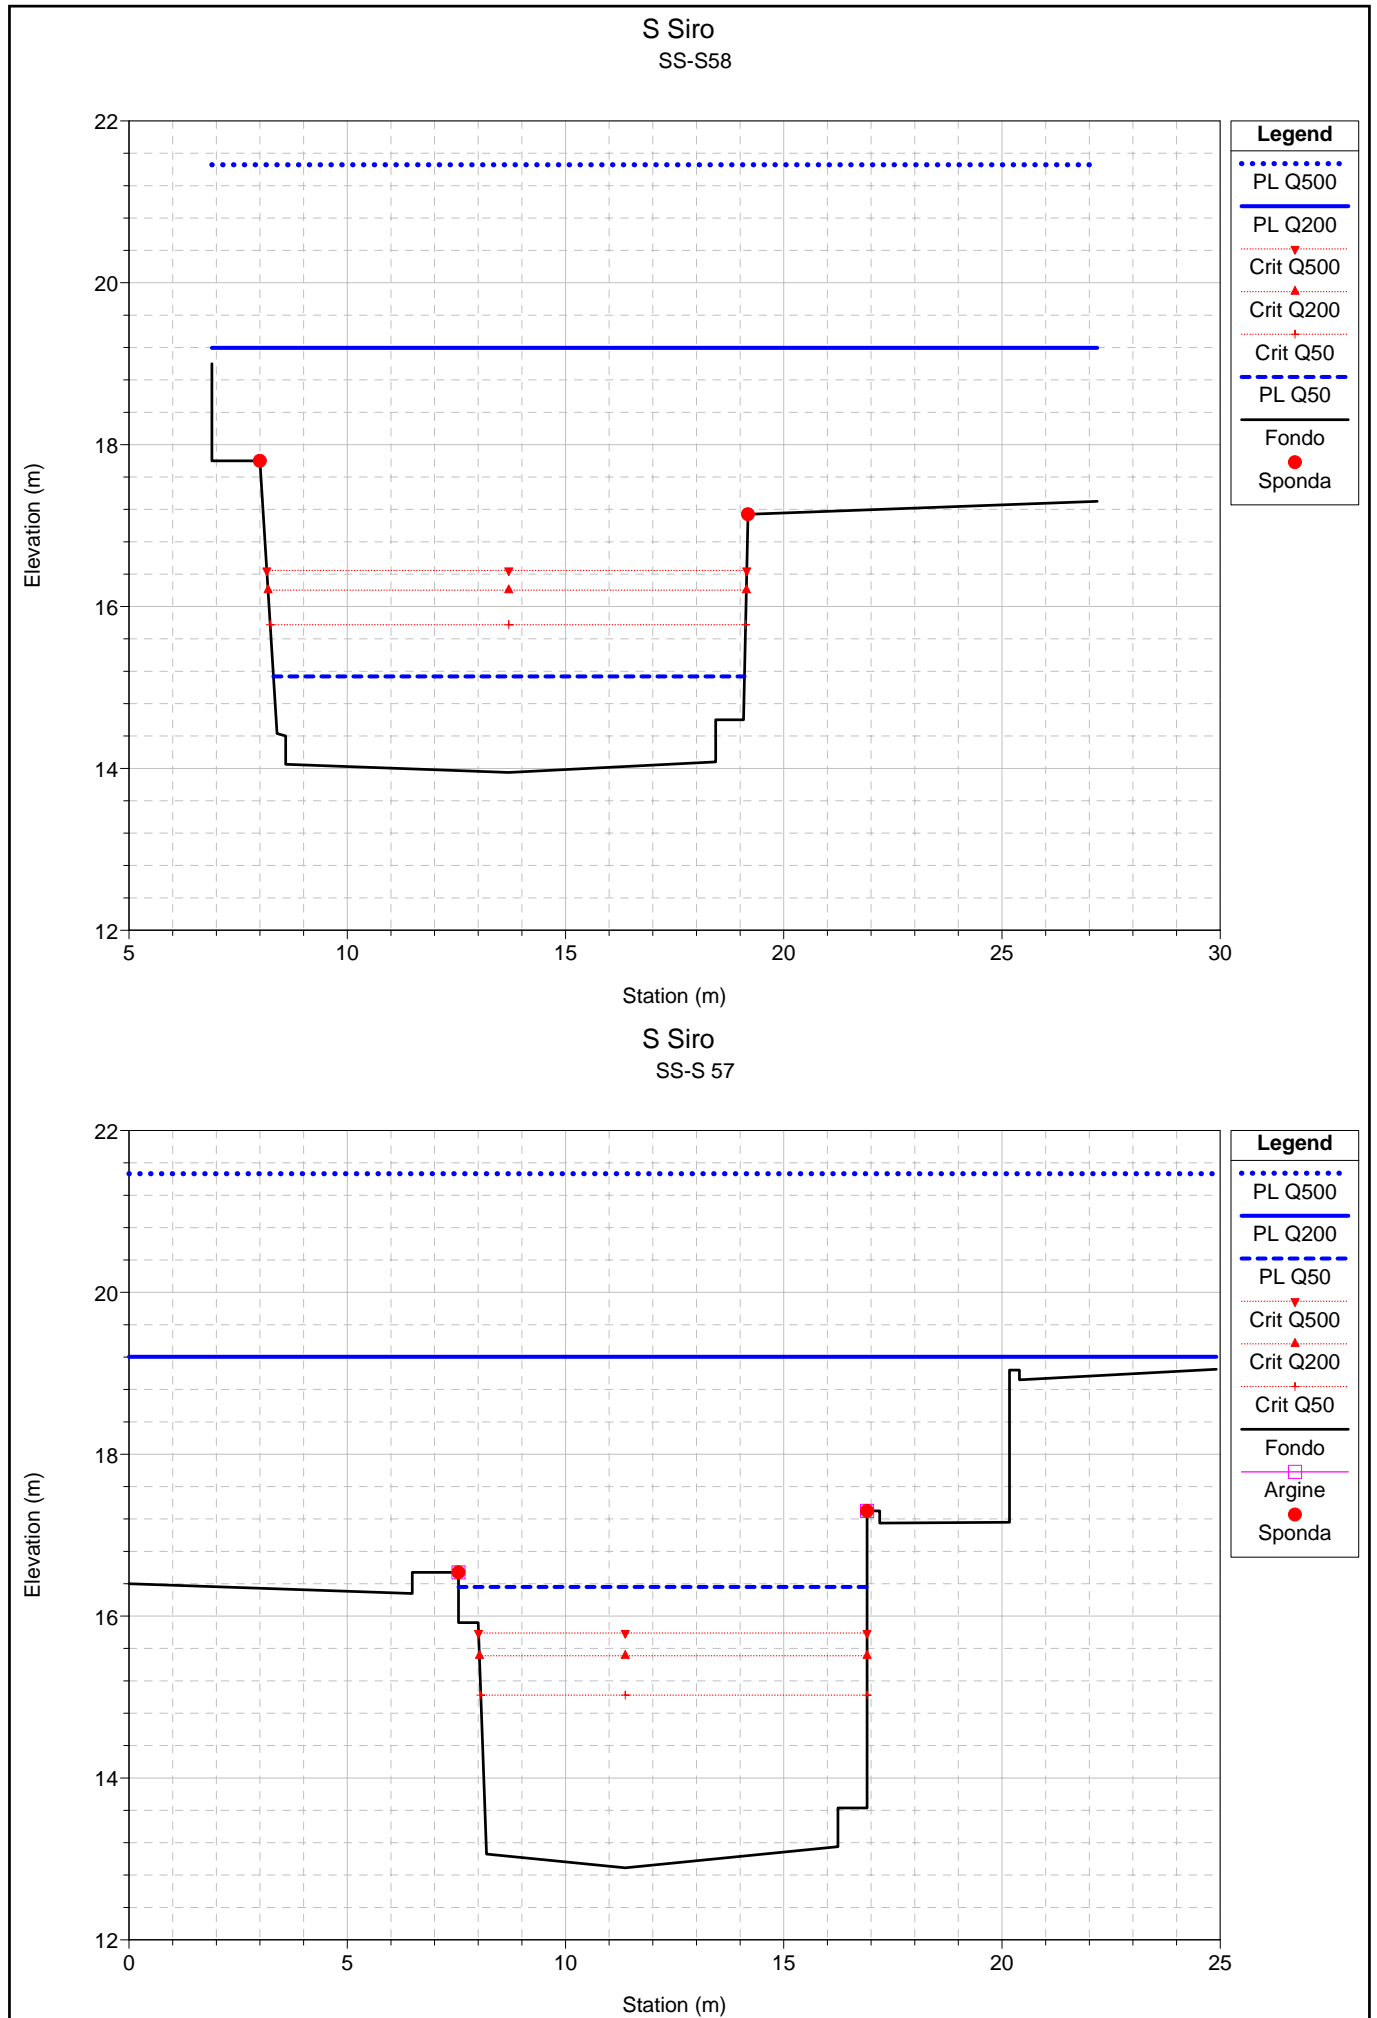 S Siro
SS-S58
22
20
18
16
14
12
5 10 15 20 25 30
Elevation (m)
Station (m)
Legend
PL Q500
PL Q200
Crit Q500
Crit Q200
Crit Q50
PL Q50
Fondo
Sponda
S Siro
SS-S 57
22
20
18
16
14
12
0 5 10 15 20 25
Elevation (m)
Station (m)
Legend
PL Q500
PL Q200
PL Q50
Crit Q500
Crit Q200
Crit Q50
Fondo
Argine
Sponda